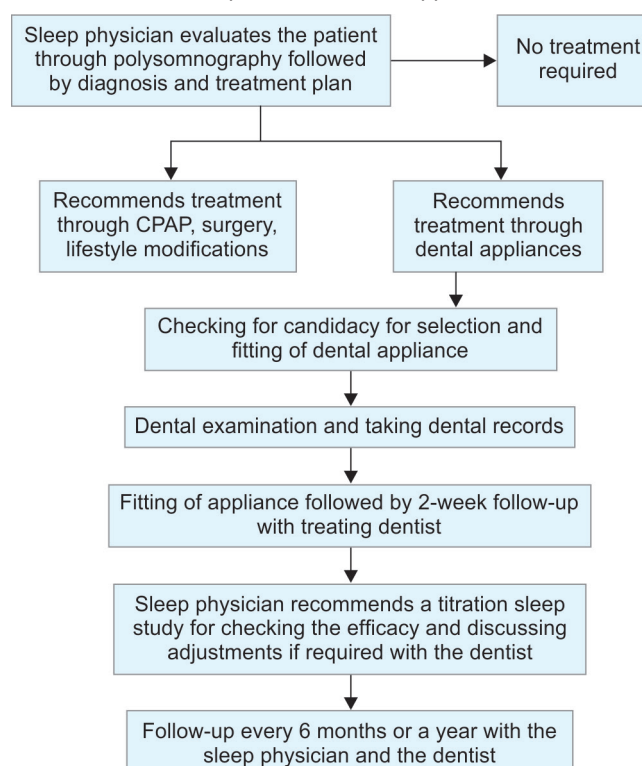 Sleep physician evaluates the patient
through polysomnography followed
by diagnosis and treatment plan
No treatment
required
Recommends treatment
through CPAP, surgery,
lifestyle modifications
Recommends
treatment through
dental appliances
Checking for candidacy for selection and
fitting of dental appliance
Dental examination and taking dental records
Fitting of appliance followed by 2-week follow-up
with treating dentist
Sleep physician recommends a titration sleep
study for checking the efficacy and discussing
adjustments if required with the dentist
Follow-up every 6 months or a year with the
sleep physician and the dentist